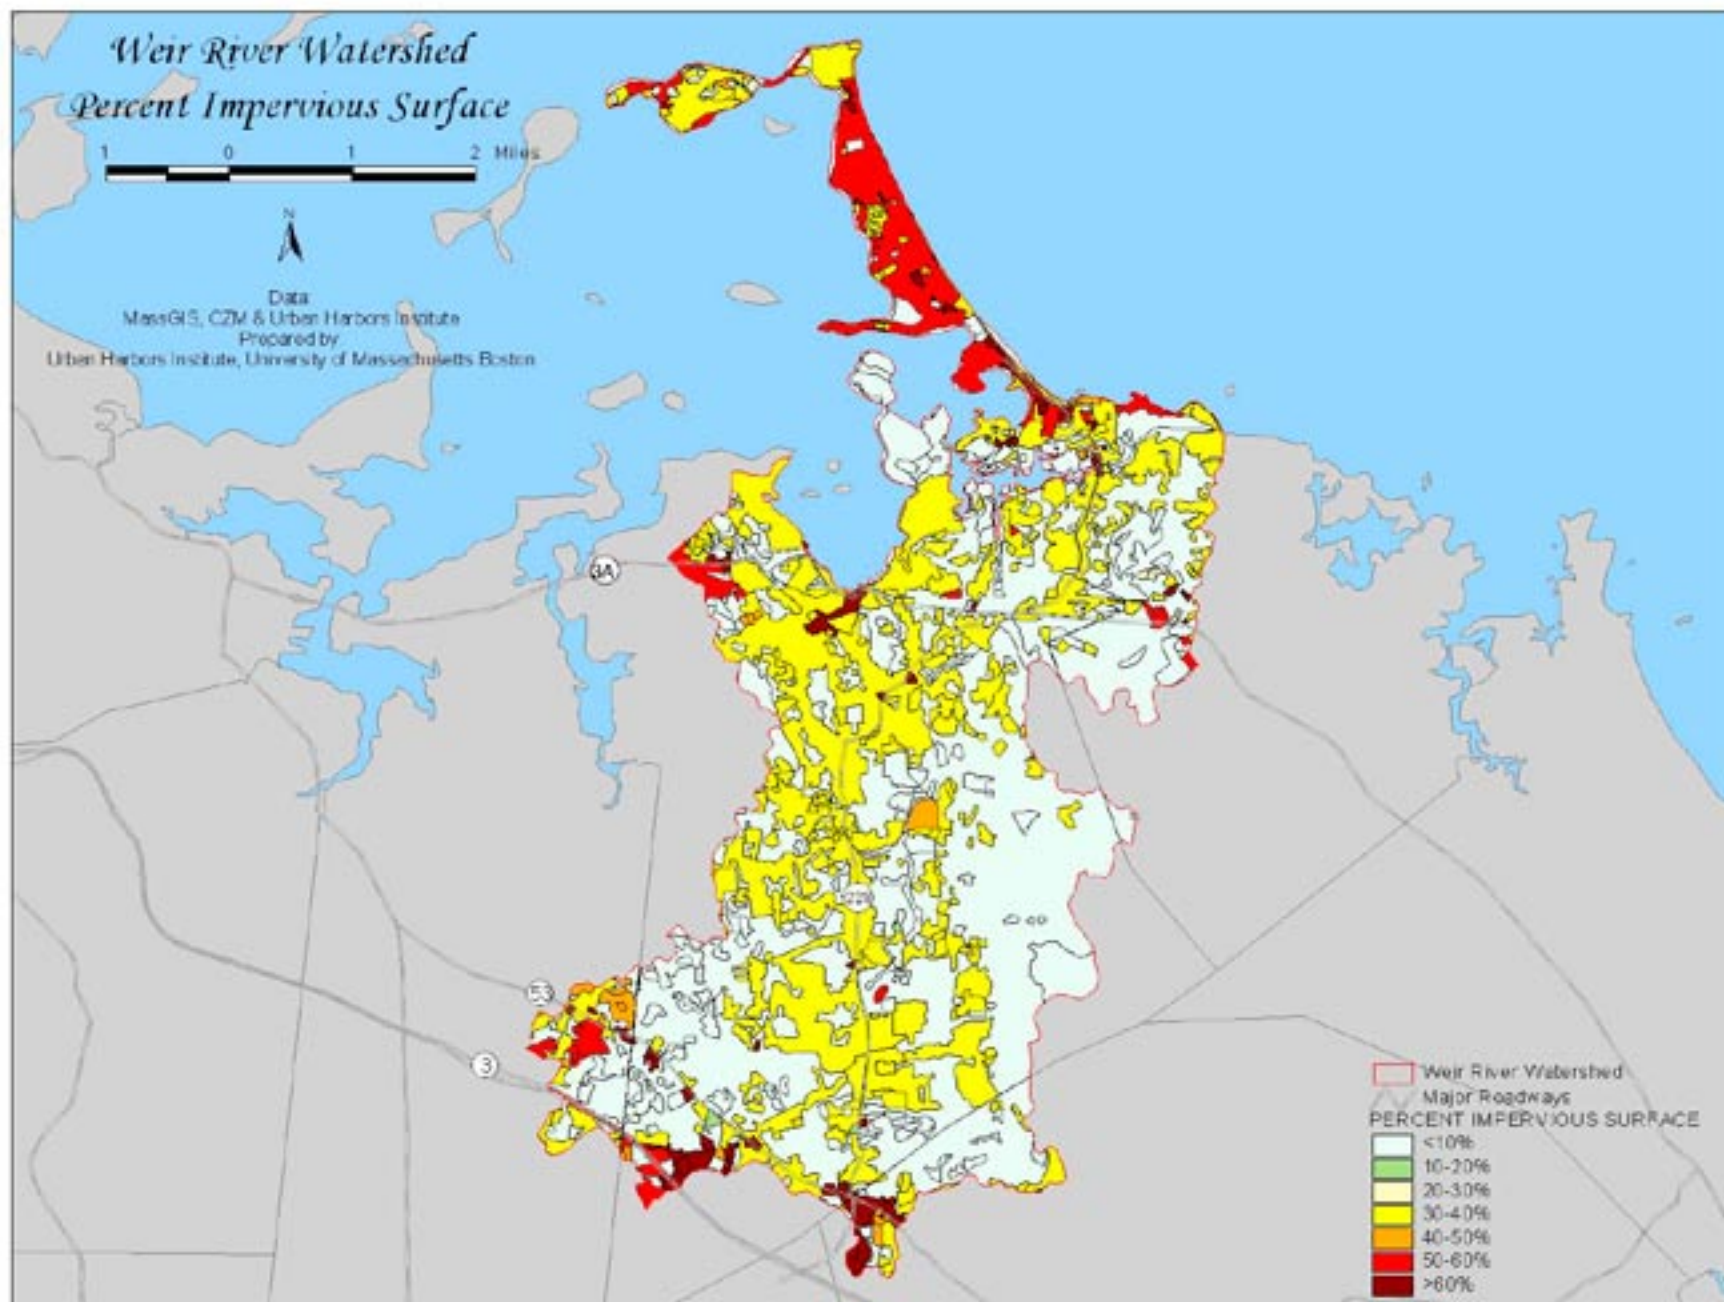 Weir River Watershed
Percent Impervious Surface
1 0 1 2 Miles
N
Data
MassGIS, CZM & Urban Harbors Institute
Prepared by
Urban Harbors Institute, University of Massachusetts Boston
3A
53
3
Weir River Watershed
Major Roadways
PERCENT IMPERVIOUS SURFACE
<10%
10-20%
20-30%
30-40%
40-50%
50-60%
>60%